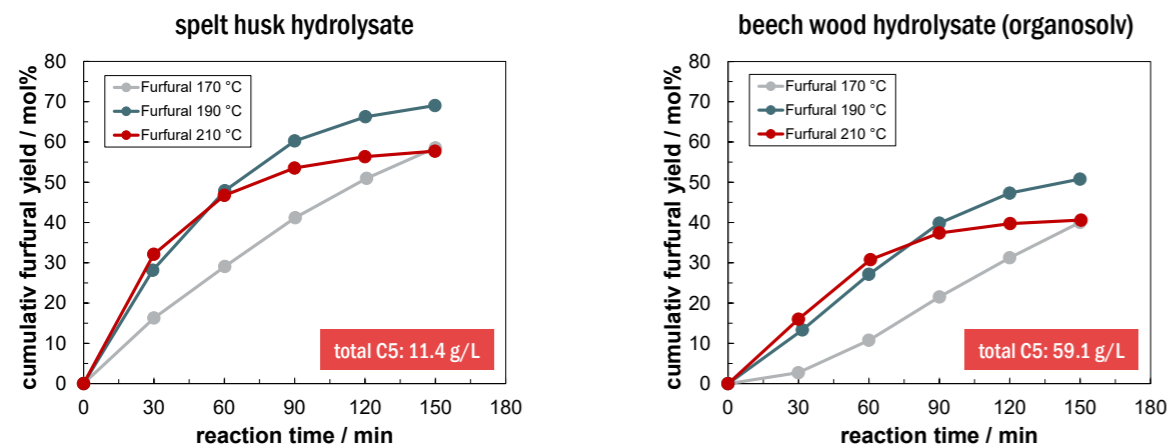 spelt husk hydrolysate
cumulativ furfural yield / mol%
80
70
60
50
40
30
20
10
0
Furfural 170 °C
Furfural 190 °C
Furfural 210 °C
total C5: 11.4 g/L
0 30 60 90 120 150 180
reaction time / min
beech wood hydrolysate (organosolv)
cumulativ furfural yield / mol%
80
70
60
50
40
30
20
10
0
Furfural 170 °C
Furfural 190 °C
Furfural 210 °C
total C5: 59.1 g/L
0 30 60 90 120 150 180
reaction time / min